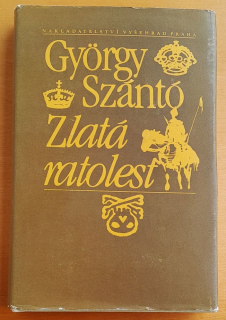 NAKLADATELSTVÍ VYŠEHRAD PRAHA
György
Szántó
Zlatá
ratolest